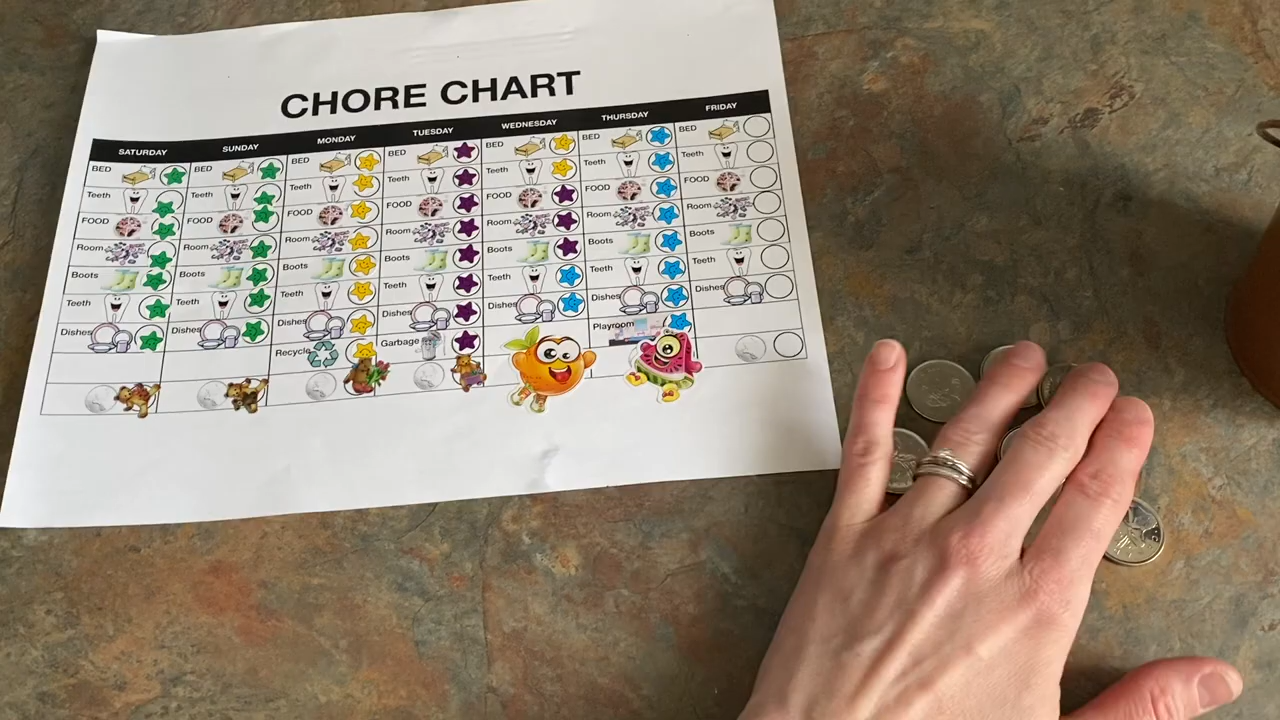 CHORE CHART
SATURDAY SUNDAY MONDAY TUESDAY WEDNESDAY THURSDAY FRIDAY
BED BED BED BED BED BED BED
Teeth Teeth Teeth Teeth Teeth Teeth Teeth
FOOD FOOD FOOD FOOD FOOD FOOD FOOD
Room Room Room Room Room Room Room
Boots Boots Boots Boots Boots Boots Boots
Teeth Teeth Teeth Teeth Teeth Teeth Teeth
Dishes Dishes Dishes Dishes Dishes Dishes Dishes
Recycle Garbage Playroom